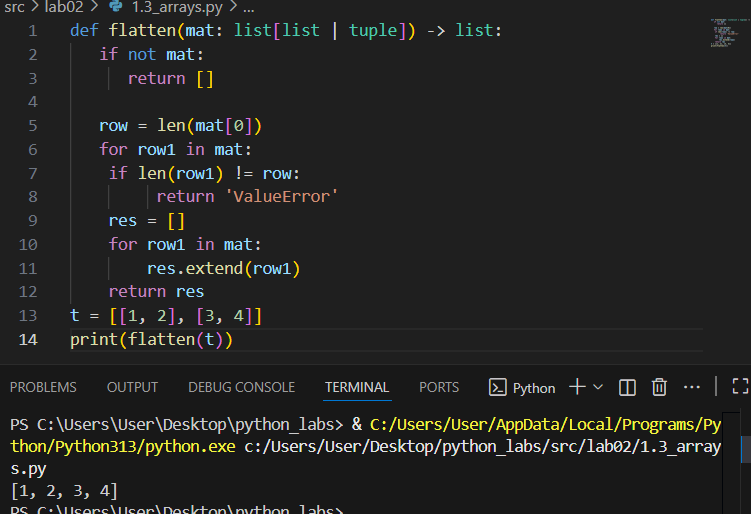 src > lab02 > 1.3_arrays.py > ...
1 def flatten(mat: list[list | tuple]) -> list:
2     if not mat:
3         return []
4
5     row = len(mat[0])
6     for row1 in mat:
7      if len(row1) != row:
8             return 'ValueError'
9      res = []
10      for row1 in mat:
11           res.extend(row1)
12      return res
13 t = [[1, 2], [3, 4]]
14 print(flatten(t))
PROBLEMS OUTPUT DEBUG CONSOLE TERMINAL PORTS Python
PS C:\Users\User\Desktop\python_labs> & C:/Users/User/AppData/Local/Programs/Py
thon/Python313/python.exe c:/Users/User/Desktop/python_labs/src/lab02/1.3_array
s.py
[1, 2, 3, 4]
PS C:\Users\User\Desktop\python_labs>